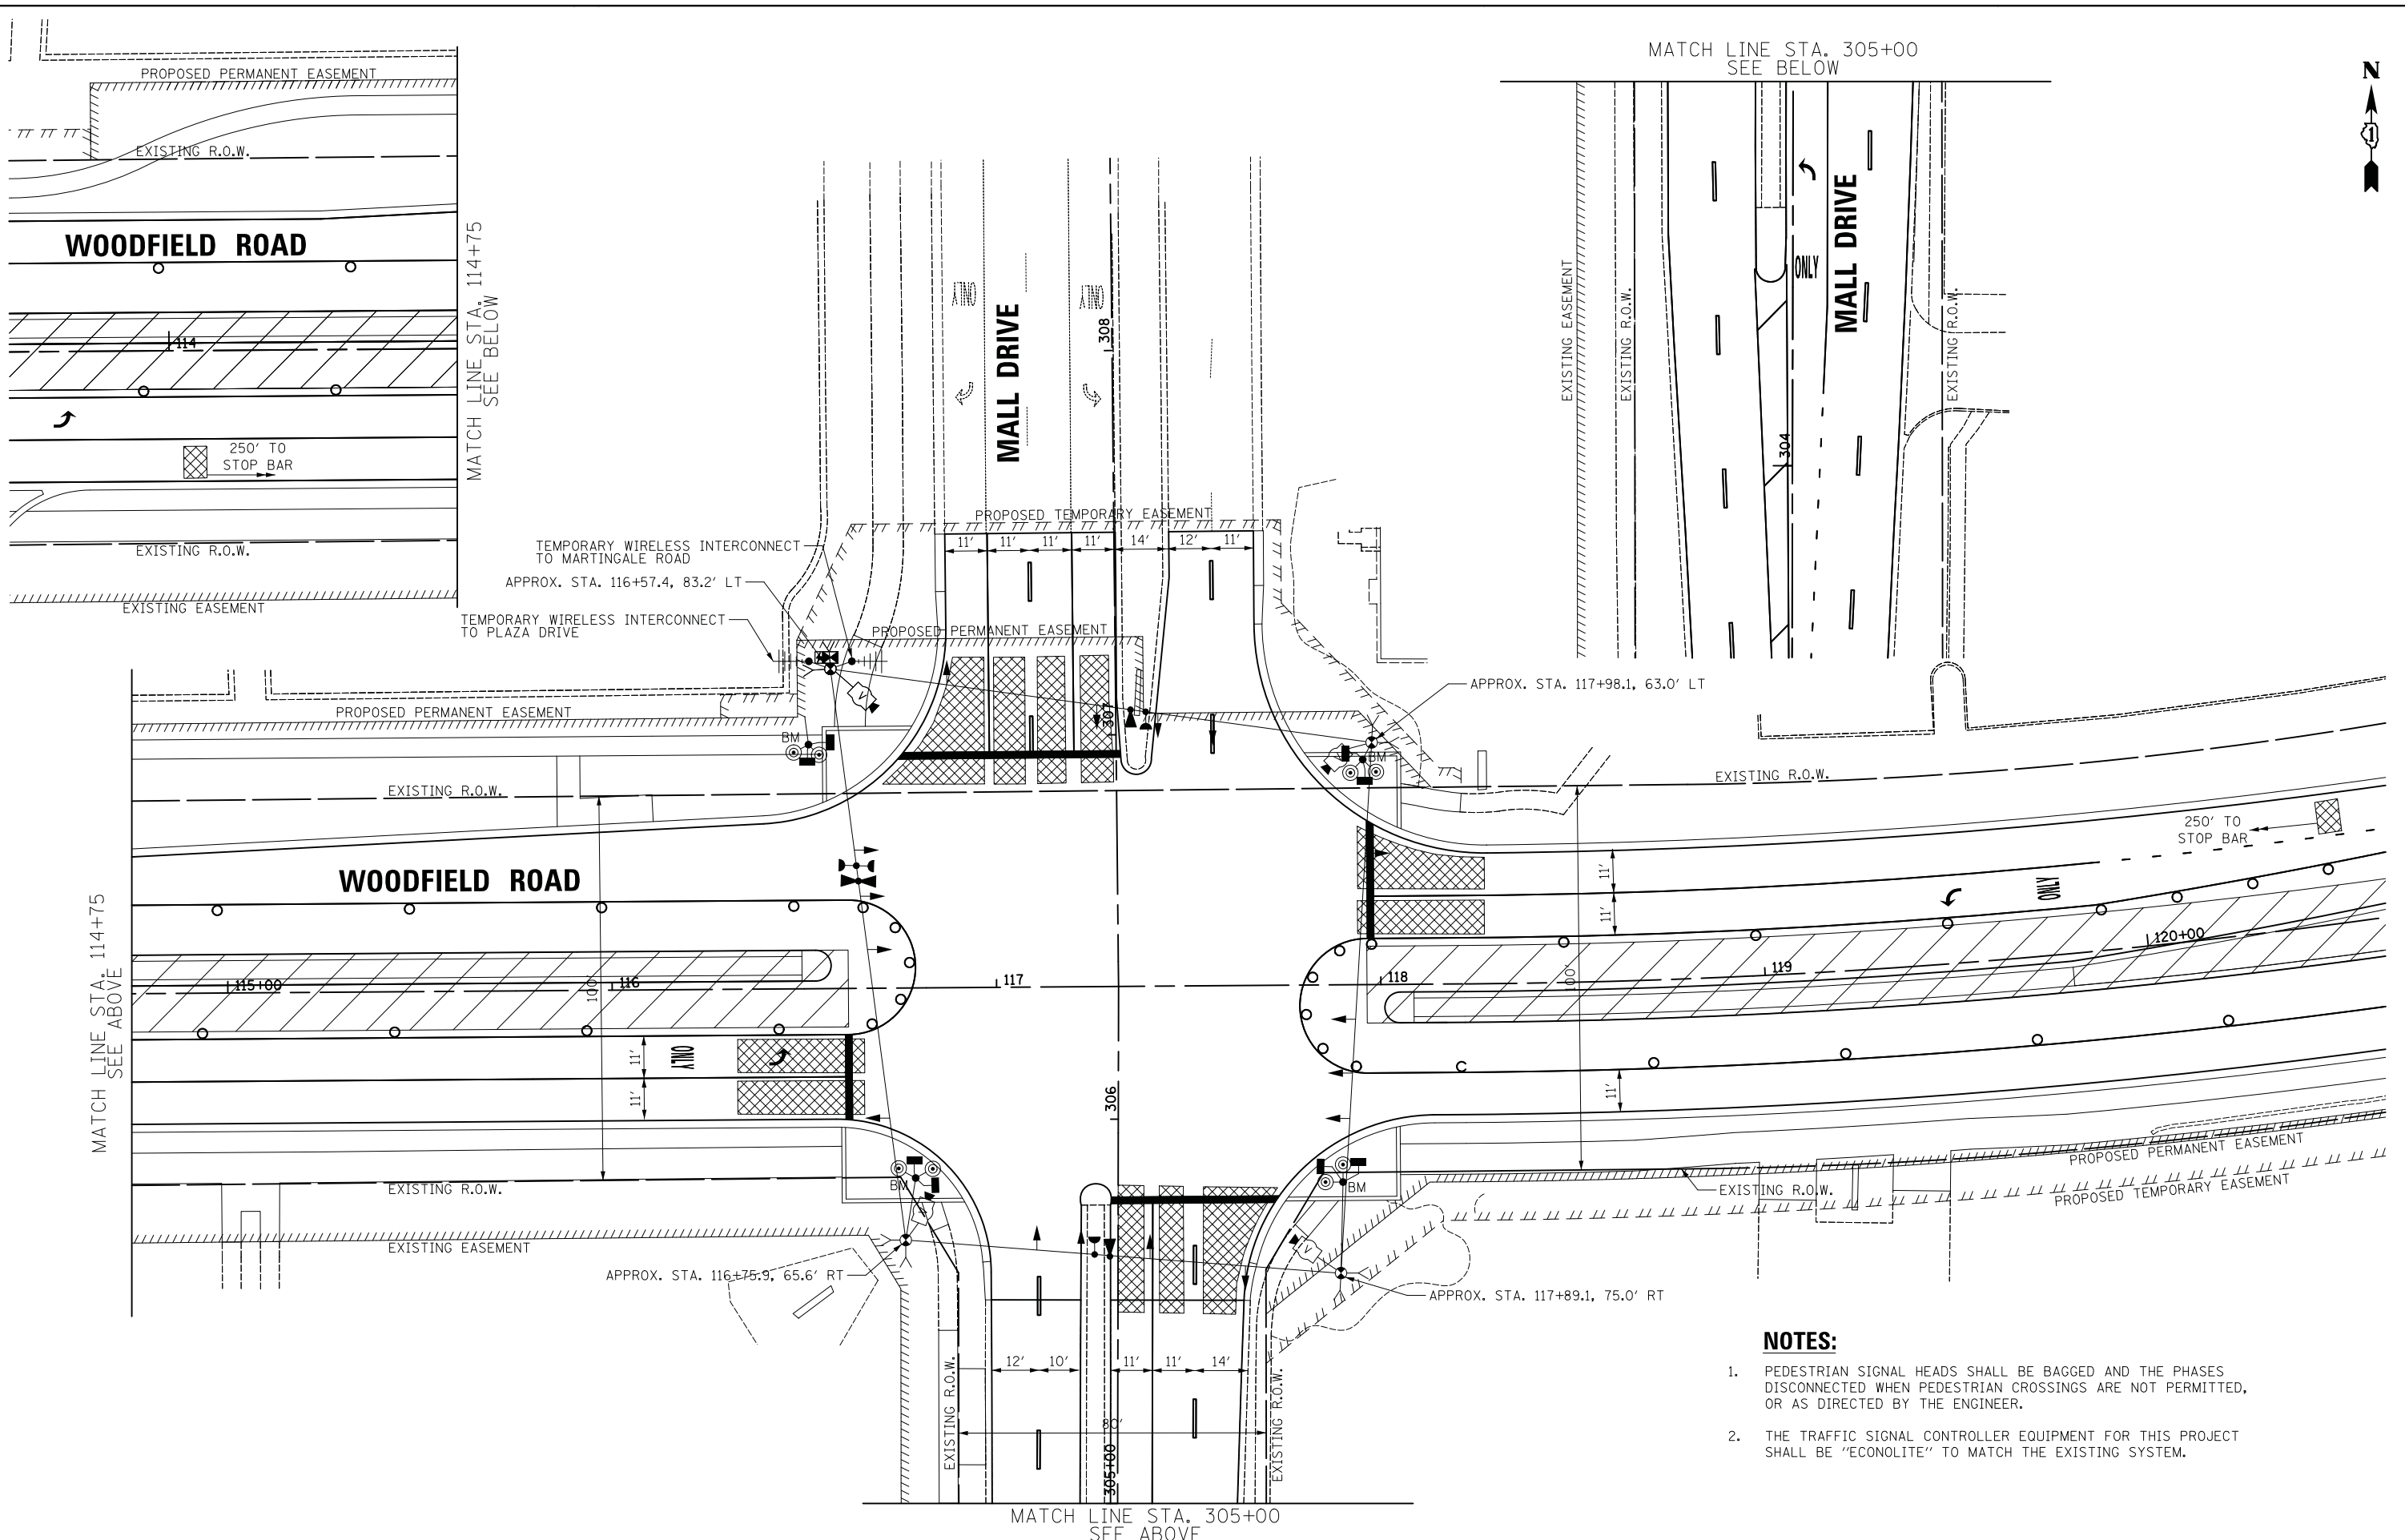 MATCH LINE STA. 305+00
SEE BELOW
N
1
PROPOSED PERMANENT EASEMENT
EXISTING R.O.W.
WOODFIELD ROAD
114
250' TO
STOP BAR
EXISTING R.O.W.
EXISTING EASEMENT
MATCH LINE STA. 114+75
SEE BELOW
EXISTING EASEMENT
EXISTING R.O.W.
ONLY
MALL DRIVE
304
EXISTING R.O.W.
ONLY
MALL DRIVE
ONLY
308
PROPOSED TEMPORARY EASEMENT
11'
11'
11'
11'
14'
12'
11'
TEMPORARY WIRELESS INTERCONNECT
TO MARTINGALE ROAD
APPROX. STA. 116+57.4, 83.2' LT
TEMPORARY WIRELESS INTERCONNECT
TO PLAZA DRIVE
PROPOSED PERMANENT EASEMENT
V
307
APPROX. STA. 117+98.1, 63.0' LT
PROPOSED PERMANENT EASEMENT
BM
BM
EXISTING R.O.W.
EXISTING R.O.W.
250' TO
STOP BAR
WOODFIELD ROAD
11'
11'
ONLY
MATCH LINE STA. 114+75
SEE ABOVE
115+00
116
100'
117
118
119
100'
120+00
11'
11'
ONLY
306
11'
BM
BM
EXISTING R.O.W.
EXISTING EASEMENT
V
V
EXISTING R.O.W.
PROPOSED PERMANENT EASEMENT
PROPOSED TEMPORARY EASEMENT
APPROX. STA. 116+75.9, 65.6' RT
APPROX. STA. 117+89.1, 75.0' RT
12'
10'
11'
11'
14'
EXISTING R.O.W.
80'
305+00
EXISTING R.O.W.
MATCH LINE STA. 305+00
SEE ABOVE
NOTES:
1. PEDESTRIAN SIGNAL HEADS SHALL BE BAGGED AND THE PHASES
DISCONNECTED WHEN PEDESTRIAN CROSSINGS ARE NOT PERMITTED,
OR AS DIRECTED BY THE ENGINEER.
2. THE TRAFFIC SIGNAL CONTROLLER EQUIPMENT FOR THIS PROJECT
SHALL BE "ECONOLITE" TO MATCH THE EXISTING SYSTEM.